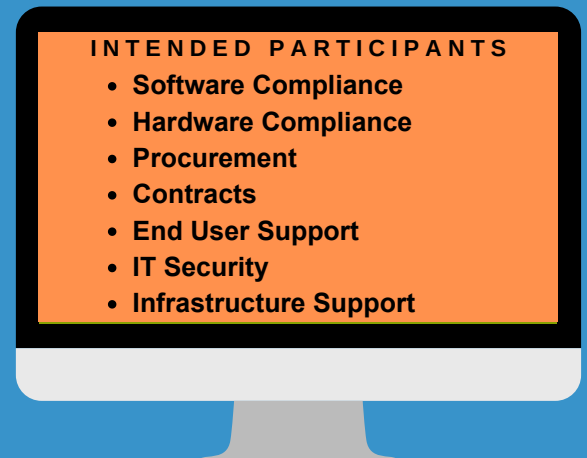 INTENDED PARTICIPANTS
• Software Compliance
• Hardware Compliance
• Procurement
• Contracts
• End User Support
• IT Security
• Infrastructure Support